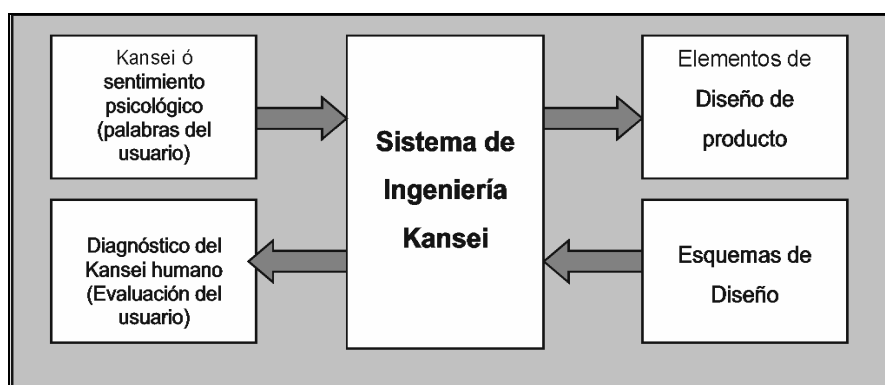 Kansei ó
sentimiento
psicológico
(palabras del
usuario)
Sistema de
Ingeniería
Kansei
Elementos de
Diseño de
producto
Diagnóstico del
Kansei humano
(Evaluación del
usuario)
Esquemas de
Diseño